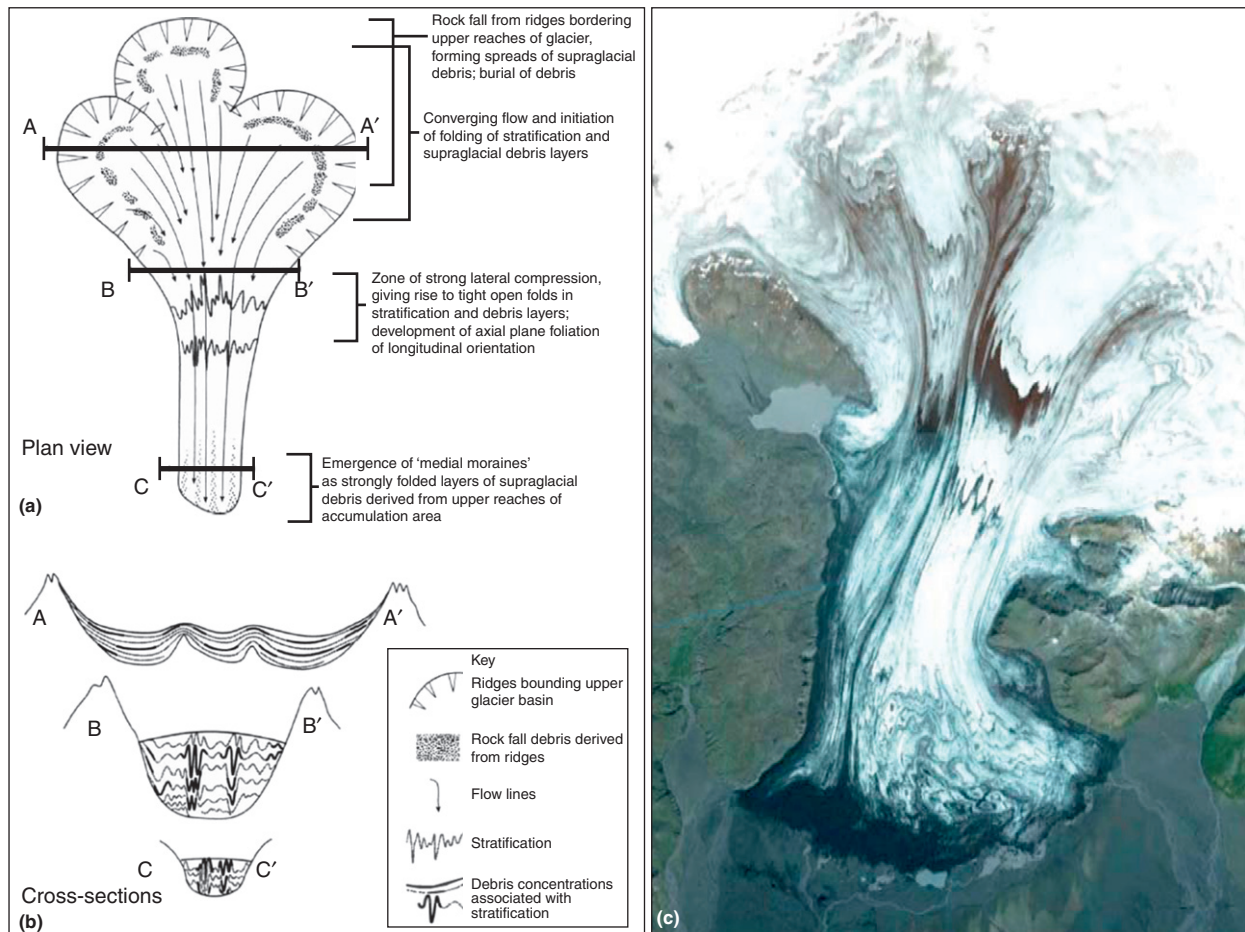 Rock fall from ridges bordering
upper reaches of glacier,
forming spreads of supraglacial
debris; burial of debris
A
A′
Converging flow and initiation
of folding of stratification and
supraglacial debris layers
B
B′
Zone of strong lateral compression,
giving rise to tight open folds in
stratification and debris layers;
development of axial plane foliation
of longitudinal orientation
Plan view
C
C′
Emergence of ‘medial moraines’
as strongly folded layers of supraglacial
debris derived from upper reaches of
accumulation area
(a)
A
A′
B
B′
C
C′
Cross-sections
(b)
Key
Ridges bounding upper
glacier basin
Rock fall debris derived
from ridges
Flow lines
Stratification
Debris concentrations
associated with
stratification
(c)